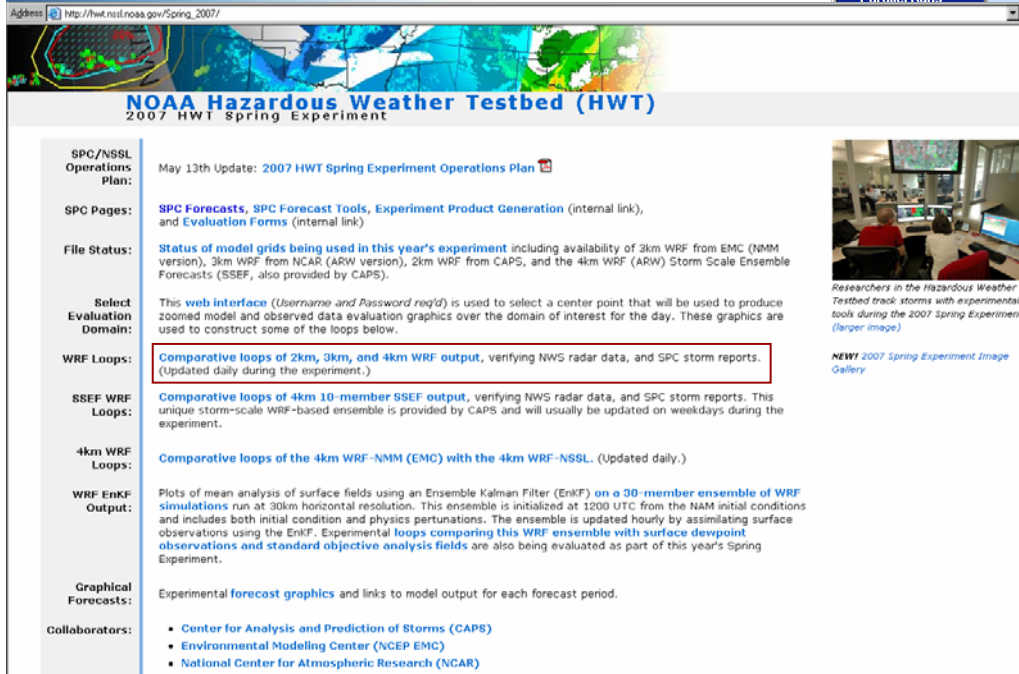 Address http://hwt.nssl.noaa.gov/Spring_2007/
NOAA Hazardous Weather Testbed (HWT)
2007 HWT Spring Experiment
SPC/NSSL
Operations
Plan:
May 13th Update: 2007 HWT Spring Experiment Operations Plan
SPC Pages:
SPC Forecasts, SPC Forecast Tools, Experiment Product Generation (internal link),
and Evaluation Forms (internal link)
File Status:
Status of model grids being used in this year's experiment including availability of 3km WRF from EMC (NMM
version), 3km WRF from NCAR (ARW version), 2km WRF from CAPS, and the 4km WRF (ARW) Storm Scale Ensemble
Forecasts (SSEF, also provided by CAPS).
Select
Evaluation
Domain:
This web interface (Username and Password req'd) is used to select a center point that will be used to produce
zoomed model and observed data evaluation graphics over the domain of interest for the day. These graphics are
used to construct some of the loops below.
WRF Loops:
Comparative loops of 2km, 3km, and 4km WRF output, verifying NWS radar data, and SPC storm reports.
(Updated daily during the experiment.)
SSEF WRF
Loops:
Comparative loops of 4km 10-member SSEF output, verifying NWS radar data, and SPC storm reports. This
unique storm-scale WRF-based ensemble is provided by CAPS and will usually be updated on weekdays during the
experiment.
4km WRF
Loops:
Comparative loops of the 4km WRF-NMM (EMC) with the 4km WRF-NSSL. (Updated daily.)
WRF EnKF
Output:
Plots of mean analysis of surface fields using an Ensemble Kalman Filter (EnKF) on a 30-member ensemble of WRF
simulations run at 30km horizontal resolution. This ensemble is initialized at 1200 UTC from the NAM initial conditions
and includes both initial condition and physics pertunations. The ensemble is updated hourly by assimilating surface
observations using the EnKF. Experimental loops comparing this WRF ensemble with surface dewpoint
observations and standard objective analysis fields are also being evaluated as part of this year's Spring
Experiment.
Graphical
Forecasts:
Experimental forecast graphics and links to model output for each forecast period.
Collaborators:
• Center for Analysis and Prediction of Storms (CAPS)
• Environmental Modeling Center (NCEP EMC)
• National Center for Atmospheric Research (NCAR)
Researchers in the Hazardous Weather
Testbed track storms with experimental
tools during the 2007 Spring Experiment
(larger image)
NEW! 2007 Spring Experiment Image
Gallery